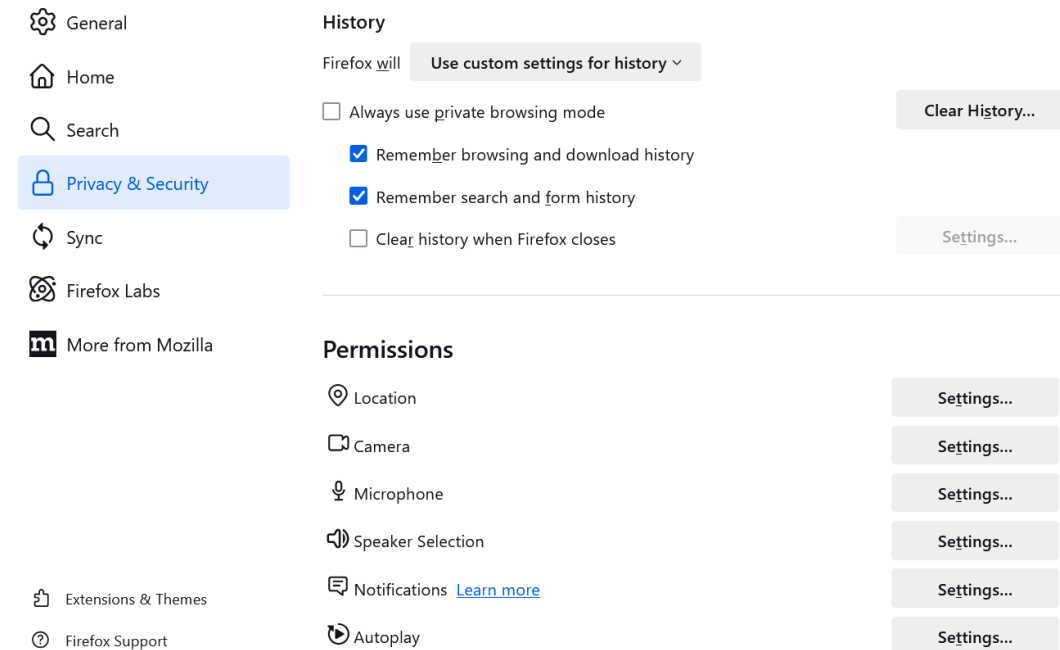 General
Home
Search
Privacy & Security
Sync
Firefox Labs
More from Mozilla
Extensions & Themes
Firefox Support
History
Firefox will Use custom settings for history
Always use private browsing mode Clear History...
Remember browsing and download history
Remember search and form history
Clear history when Firefox closes Settings...
Permissions
Location Settings...
Camera Settings...
Microphone Settings...
Speaker Selection Settings...
Notifications Learn more Settings...
Autoplay Settings...